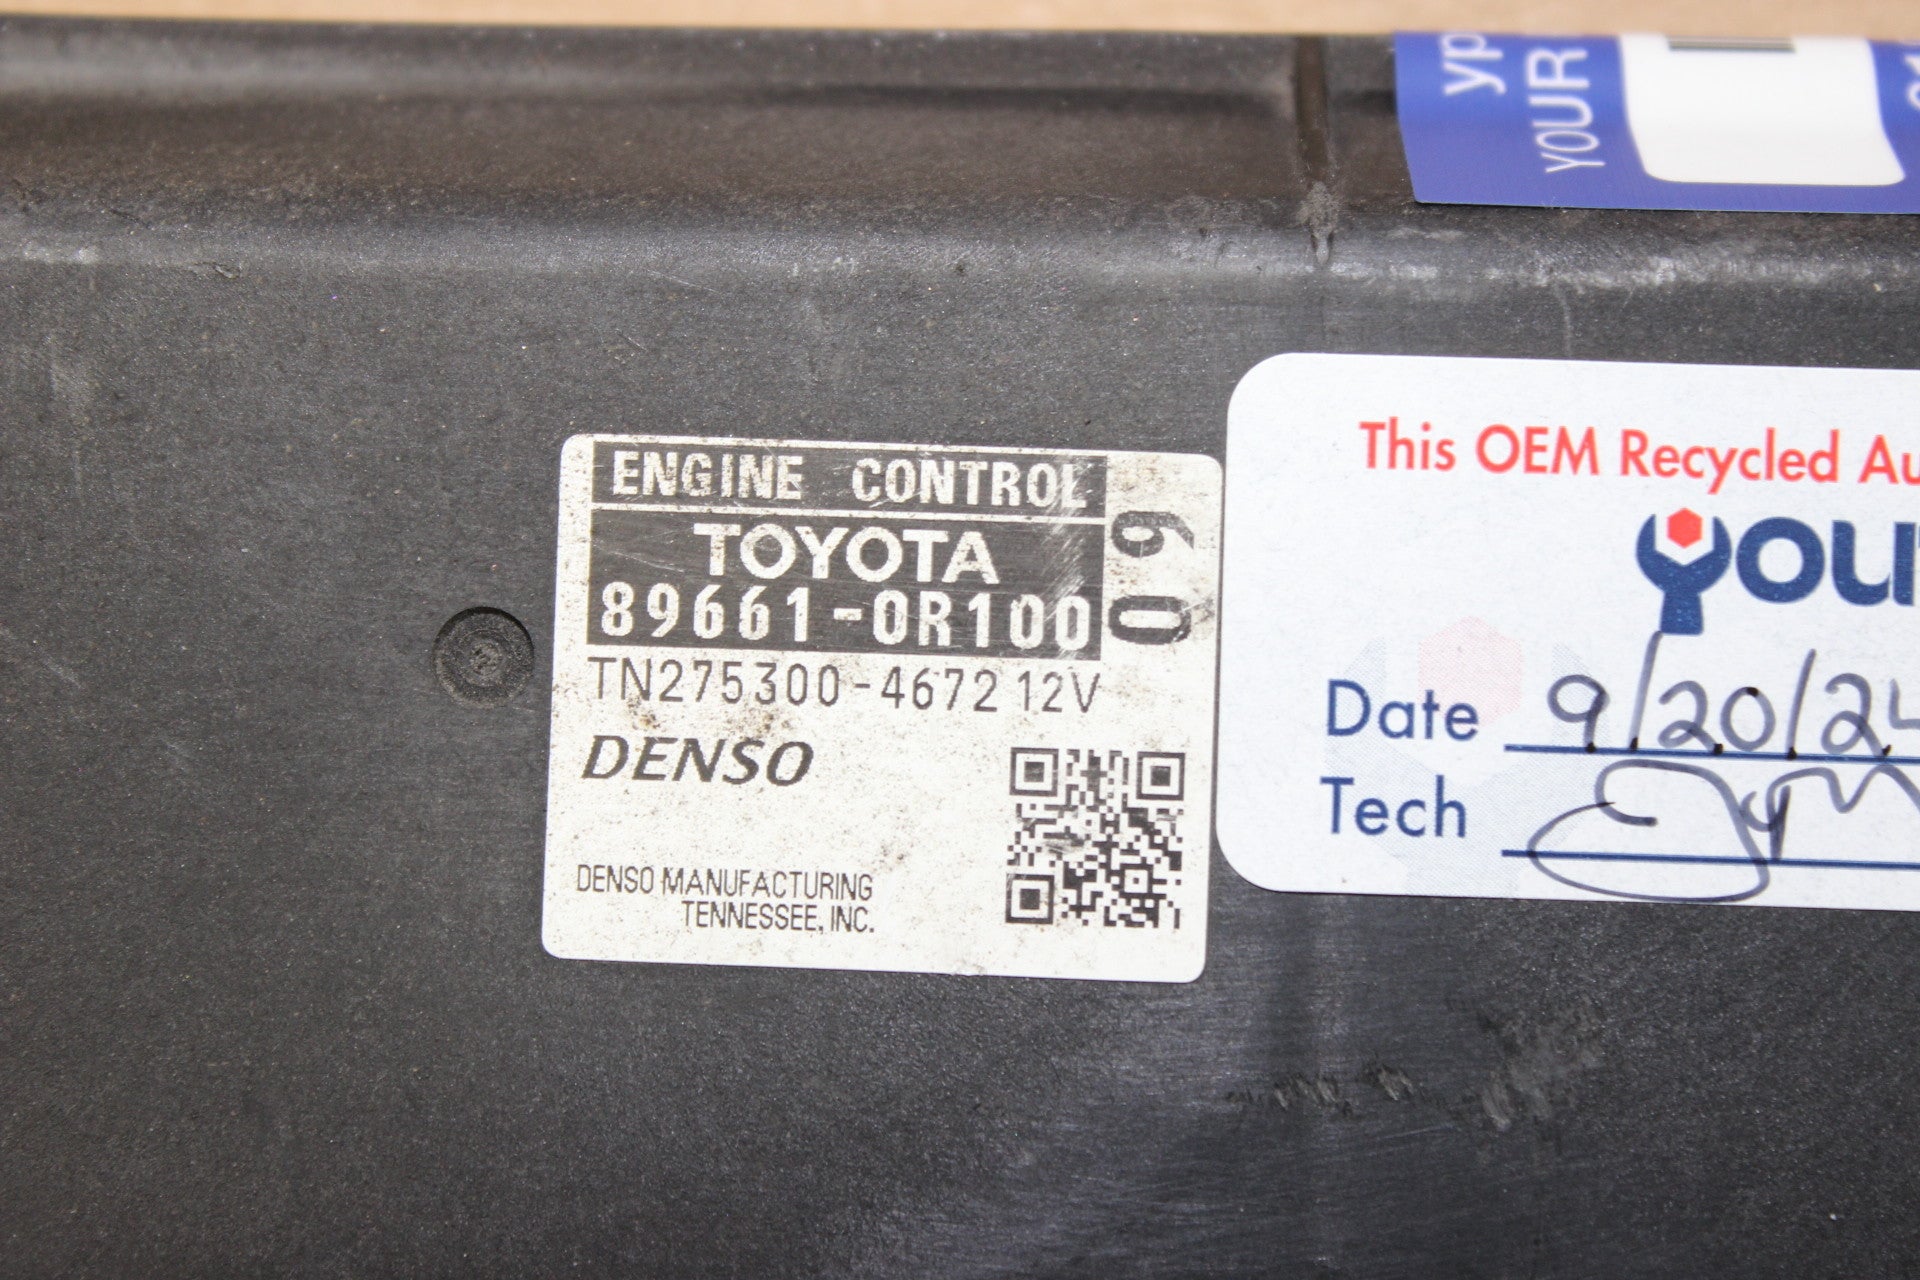 YOUR
ENGINE CONTROL
TOYOTA
89661-0R100
09
TN275300-4672 12V
DENSO
DENSO MANUFACTURING
TENNESSEE, INC.
This OEM Recycled Au
You
Date 9/20/24
Tech